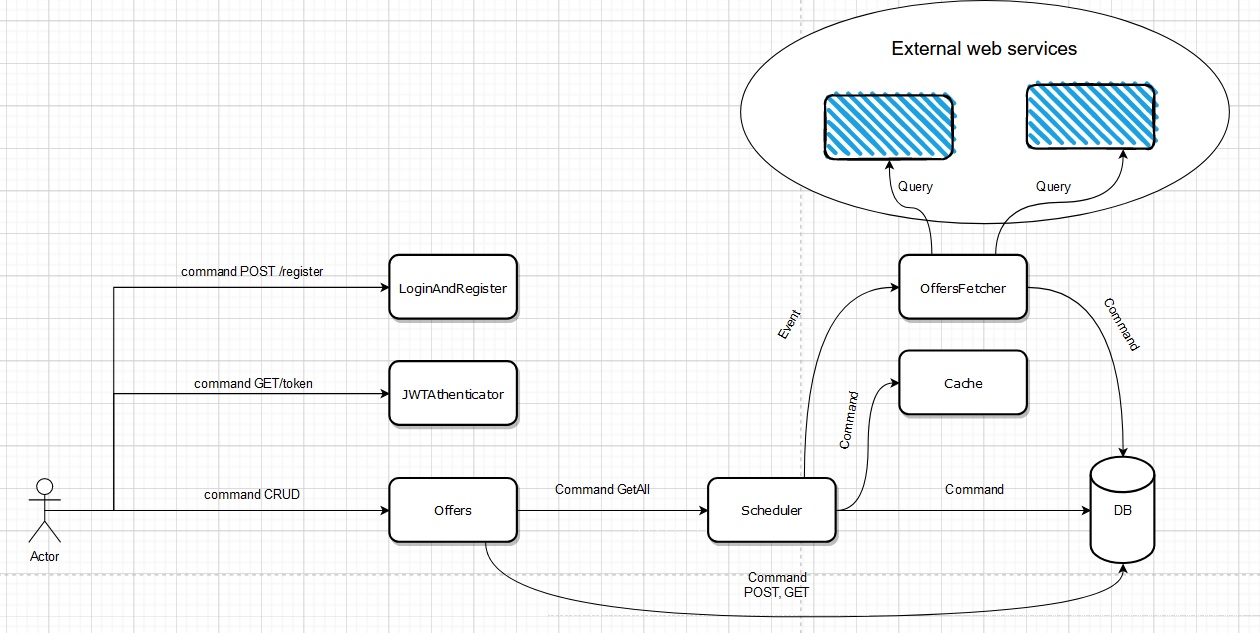 External web services
Query
Query
command POST /register
LoginAndRegister
OffersFetcher
Event
Command
command GET/token
JWTAthenticator
Cache
Command
command CRUD
Offers
Command GetAll
Scheduler
Command
DB
Actor
Command
POST, GET